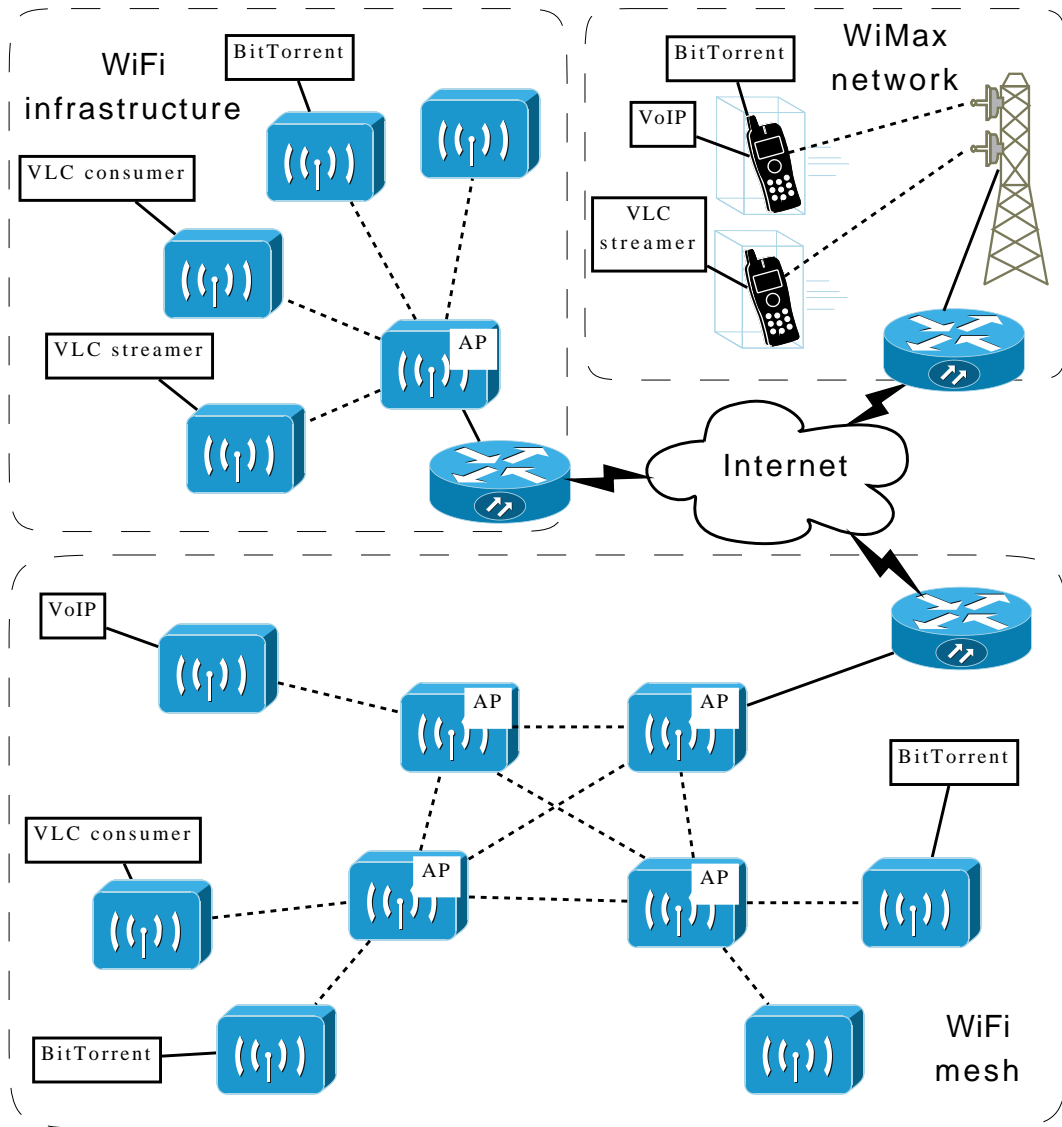 WiFi
infrastructure
BitTorrent
VLC consumer
VLC streamer
AP
WiMax
network
BitTorrent
VoIP
VLC
streamer
Internet
VoIP
AP
AP
BitTorrent
VLC consumer
AP
AP
BitTorrent
WiFi
mesh